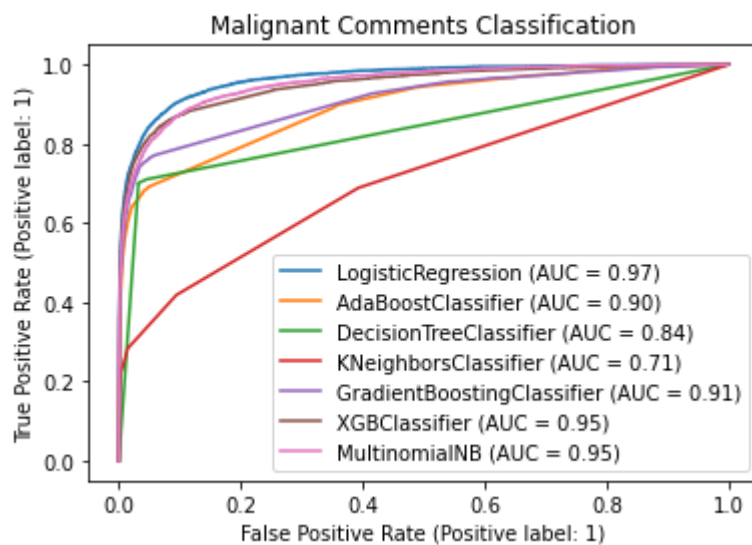 Malignant Comments Classification
True Positive Rate (Positive label: 1)
1.0
0.8
0.6
0.4
0.2
0.0
LogisticRegression (AUC = 0.97)
AdaBoostClassifier (AUC = 0.90)
DecisionTreeClassifier (AUC = 0.84)
KNeighborsClassifier (AUC = 0.71)
GradientBoostingClassifier (AUC = 0.91)
XGBClassifier (AUC = 0.95)
MultinomialNB (AUC = 0.95)
0.0 0.2 0.4 0.6 0.8 1.0
False Positive Rate (Positive label: 1)